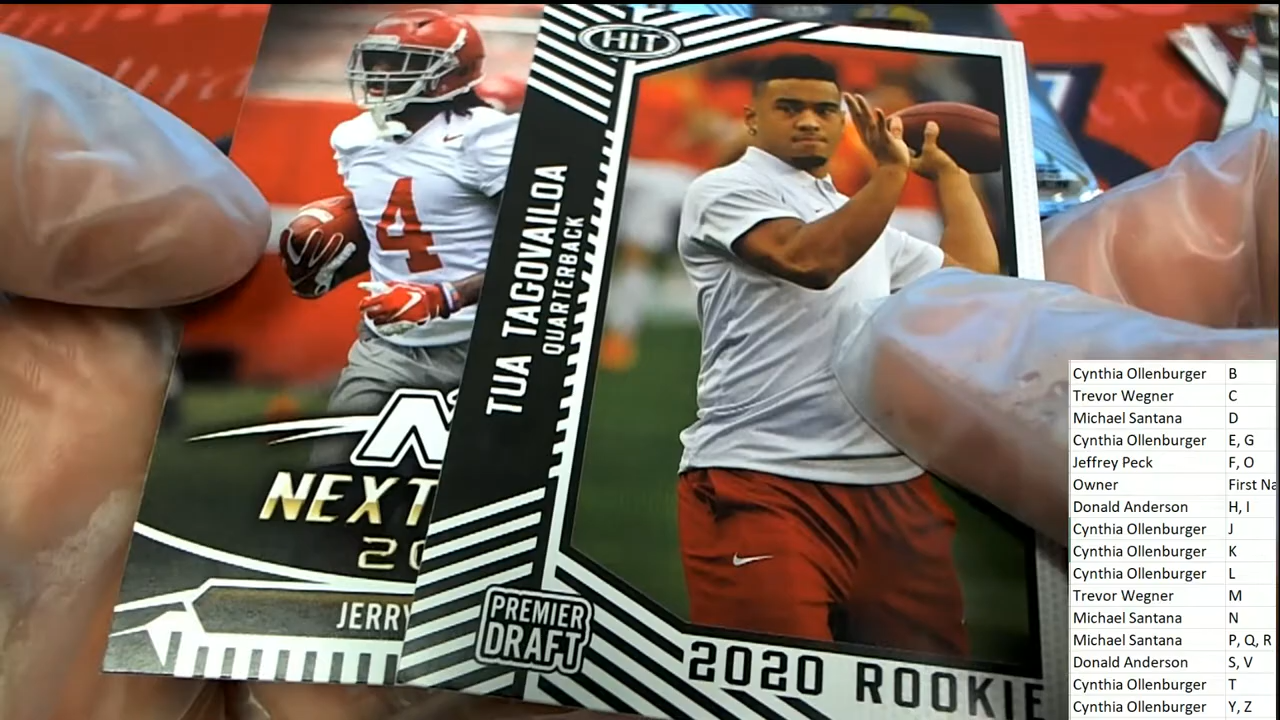 HIT
TUA TAGOVAILOA
QUARTERBACK
PREMIER
DRAFT
2020 ROOKIE
4
NEXT
20
JERRY
Cynthia Ollenburger B
Trevor Wegner C
Michael Santana D
Cynthia Ollenburger E, G
Jeffrey Peck F, O
Owner First Na
Donald Anderson H, I
Cynthia Ollenburger J
Cynthia Ollenburger K
Cynthia Ollenburger L
Trevor Wegner M
Michael Santana N
Michael Santana P, Q, R
Donald Anderson S, V
Cynthia Ollenburger T
Cynthia Ollenburger Y, Z